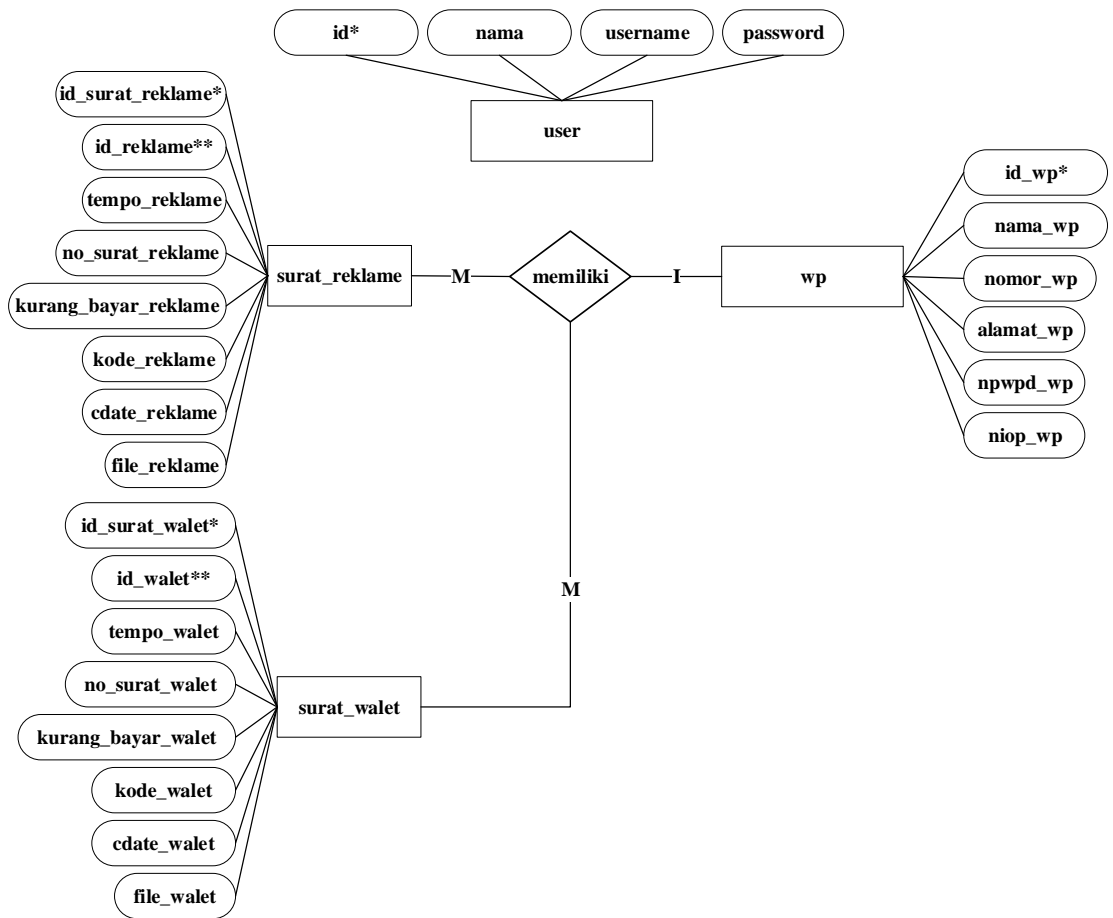 id*
nama
username
password
user
id_surat_reklame*
id_reklame**
tempo_reklame
no_surat_reklame
kurang_bayar_reklame
kode_reklame
cdate_reklame
file_reklame
surat_reklame
M
memiliki
I
wp
id_wp*
nama_wp
nomor_wp
alamat_wp
npwpd_wp
niop_wp
M
id_surat_walet*
id_walet**
tempo_walet
no_surat_walet
kurang_bayar_walet
kode_walet
cdate_walet
file_walet
surat_walet